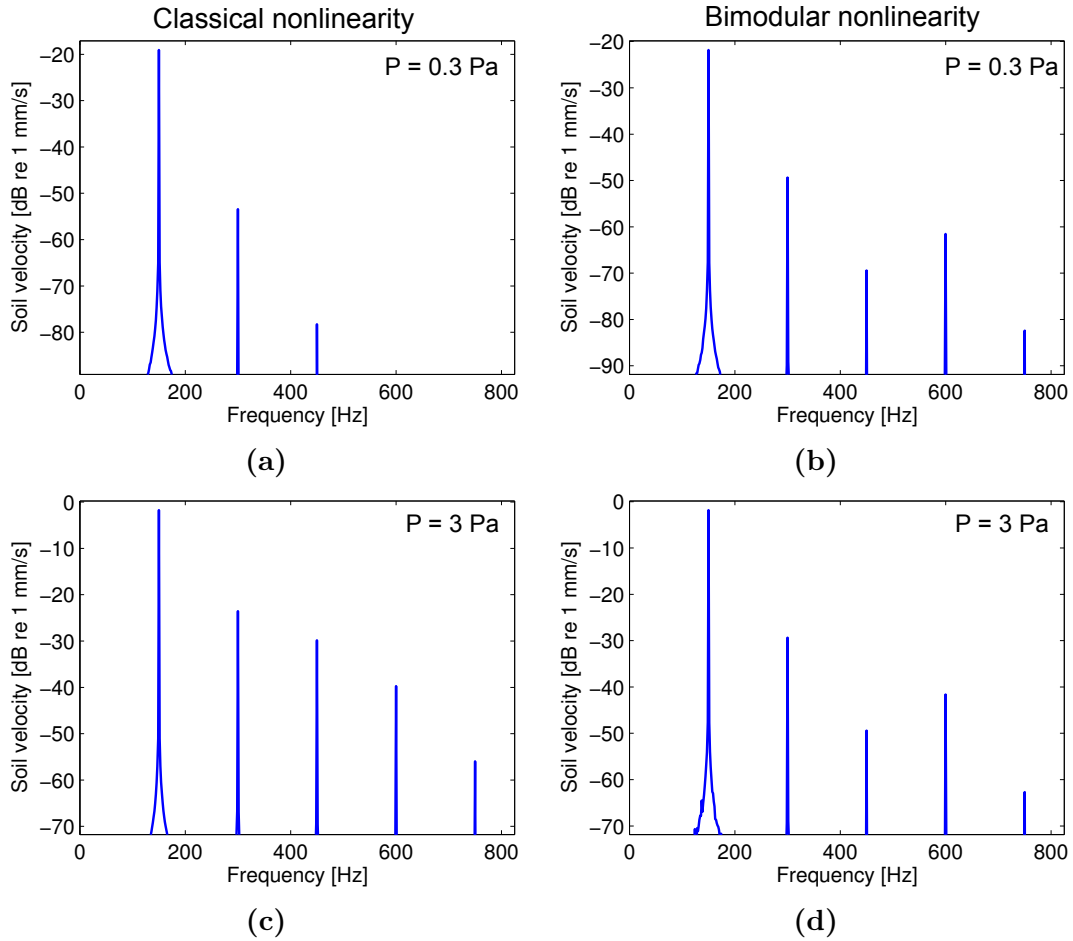 Classical nonlinearity
Bimodular nonlinearity
Soil velocity [dB re 1 mm/s]
−20
−30
−40
−50
−60
−70
−80
P = 0.3 Pa
0
200
400
600
800
Frequency [Hz]
(a)
Soil velocity [dB re 1 mm/s]
−20
−30
−40
−50
−60
−70
−80
−90
P = 0.3 Pa
0
200
400
600
800
Frequency [Hz]
(b)
Soil velocity [dB re 1 mm/s]
0
−10
−20
−30
−40
−50
−60
−70
P = 3 Pa
0
200
400
600
800
Frequency [Hz]
(c)
Soil velocity [dB re 1 mm/s]
0
−10
−20
−30
−40
−50
−60
−70
P = 3 Pa
0
200
400
600
800
Frequency [Hz]
(d)